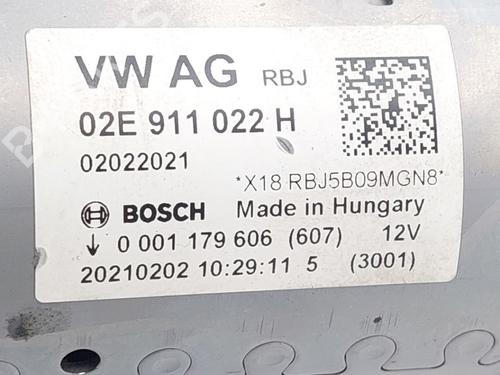 VW AG RBJ
02E 911 022 H
02022021
*X18 RBJ5B09MGN8*
BOSCH Made in Hungary
↓ 0 001 179 606 (607) 12V
20210202 10:29:11 5 (3001)